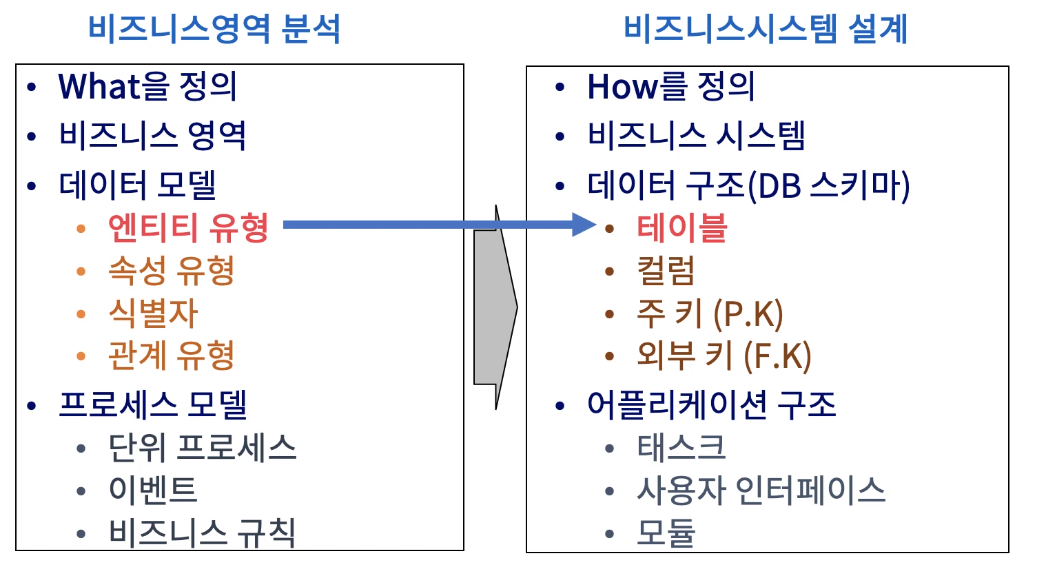 비즈니스영역 분석
• What을 정의
• 비즈니스 영역
• 데이터 모델
• 엔티티 유형
• 속성 유형
• 식별자
• 관계 유형
• 프로세스 모델
• 단위 프로세스
• 이벤트
• 비즈니스 규칙
비즈니스시스템 설계
• How를 정의
• 비즈니스 시스템
• 데이터 구조(DB 스키마)
• 테이블
• 컬럼
• 주 키 (P.K)
• 외부 키 (F.K)
• 어플리케이션 구조
• 태스크
• 사용자 인터페이스
• 모듈